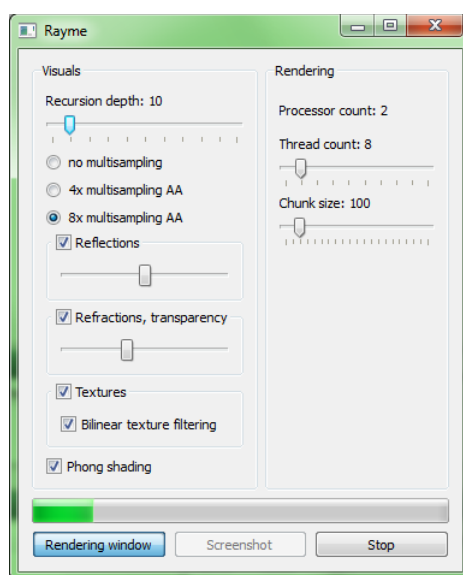 Rayme
Visuals
Recursion depth: 10
no multisampling
4x multisampling AA
8x multisampling AA
Reflections
Refractions, transparency
Textures
Bilinear texture filtering
Phong shading
Rendering
Processor count: 2
Thread count: 8
Chunk size: 100
Rendering window
Screenshot
Stop